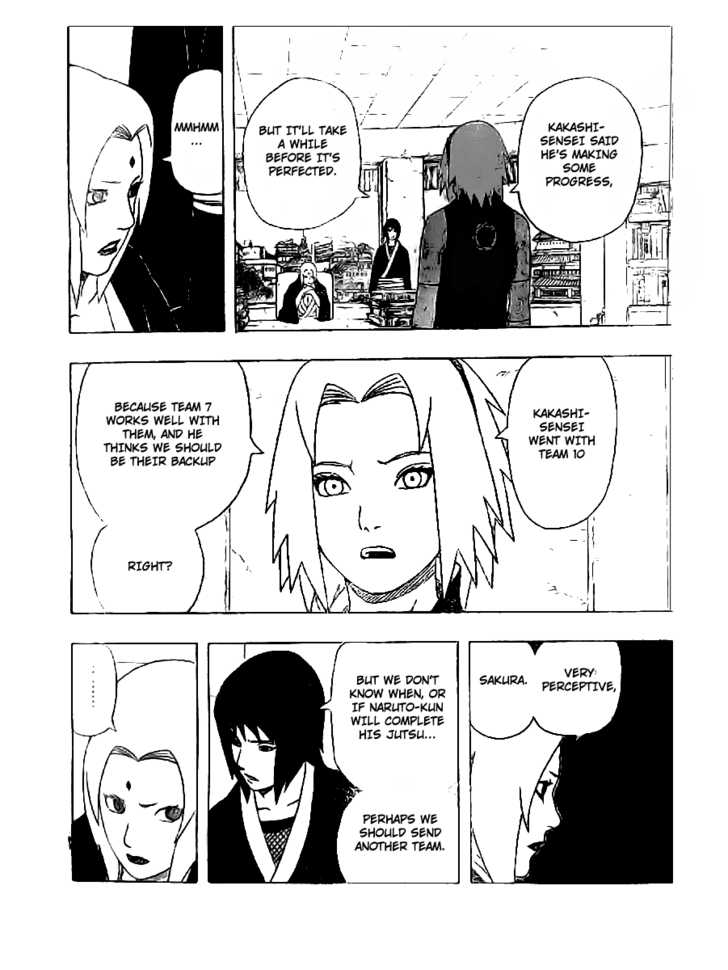 KAKASHI-
SENSEI SAID
HE'S MAKING
SOME
PROGRESS,
BUT IT'LL TAKE
A WHILE
BEFORE IT'S
PERFECTED.
MMHMM
...
KAKASHI-
SENSEI
WENT WITH
TEAM 10
BECAUSE TEAM 7
WORKS WELL WITH
THEM, AND HE
THINKS WE SHOULD
BE THEIR BACKUP
RIGHT?
VERY
PERCEPTIVE,
SAKURA.
BUT WE DON'T
KNOW WHEN, OR
IF NARUTO-KUN
WILL COMPLETE
HIS JUTSU...
PERHAPS WE
SHOULD SEND
ANOTHER TEAM.
......